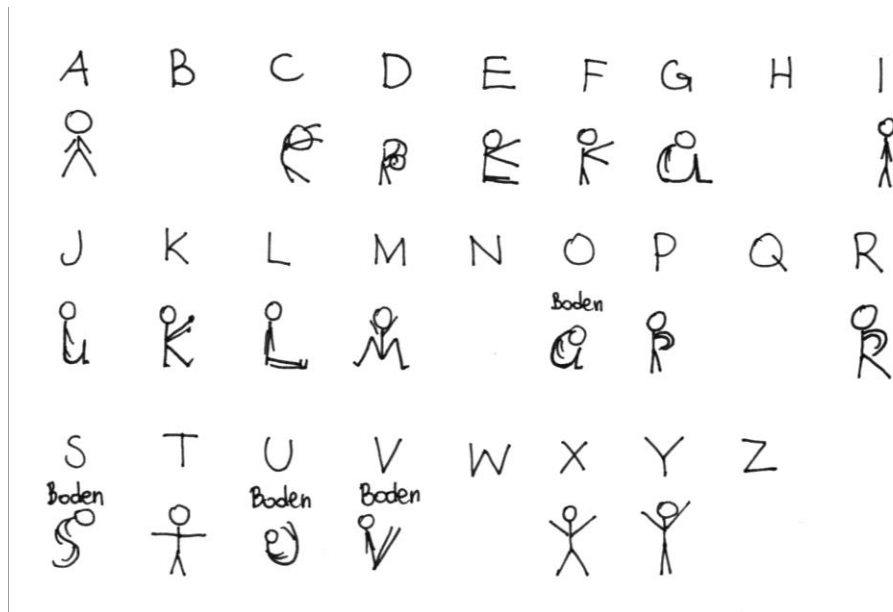 A B C D E F G H I
J K L M N O P Q R
Boden
S T U V W X Y Z
Boden Boden Boden